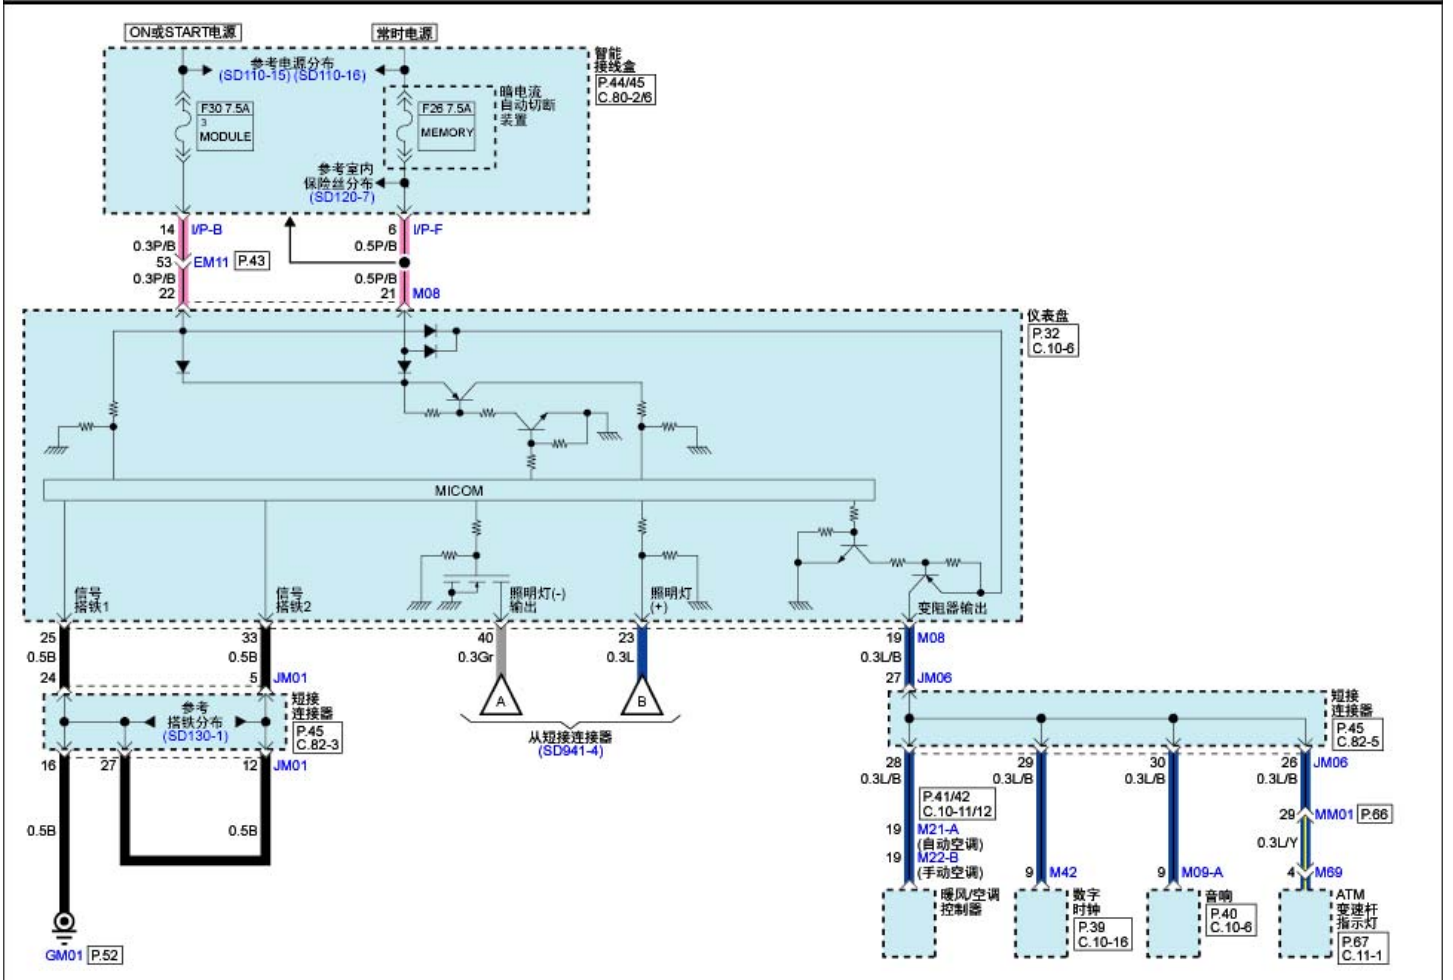 ON或START电源
常时电源
参考电源分布
(SD110-15) (SD110-16)
智能
接线盒
P.44/45
C.80-2/6
F30 7.5A
3
MODULE
F26 7.5A
MEMORY
暗电流
自动切断
装置
参考室内
保险丝分布
(SD120-7)
14 I/P-B
0.3P/B
53 EM11 P.43
0.3P/B
22
6 I/P-F
0.5P/B
0.5P/B
21 M08
仪表盘
P.32
C.10-6
MICOM
信号
搭铁1
信号
搭铁2
照明灯(-)
输出
照明灯
(+)
变阻器输出
25
0.5B
24
33
0.5B
5 JM01
40
0.3Gr
A
23
0.3L
B
19 M08
0.3L/B
27 JM06
参考
搭铁分布
(SD130-1)
短接
连接器
P.45
C.82-3
从短接连接器
(SD941-4)
短接
连接器
P.45
C.82-5
16
27
12 JM01
0.5B
0.5B
GM01 P.52
28
0.3L/B
29
0.3L/B
30
0.3L/B
26 JM06
0.3L/B
P.41/42
C.10-11/12
19 M21-A
(自动空调)
19 M22-B
(手动空调)
29 MM01 P.66
0.3L/Y
9 M42
9 M09-A
4 M69
暖风/空调
控制器
数字
时钟
P.39
C.10-16
音响
P.40
C.10-6
ATM
变速杆
指示灯
P.67
C.11-1